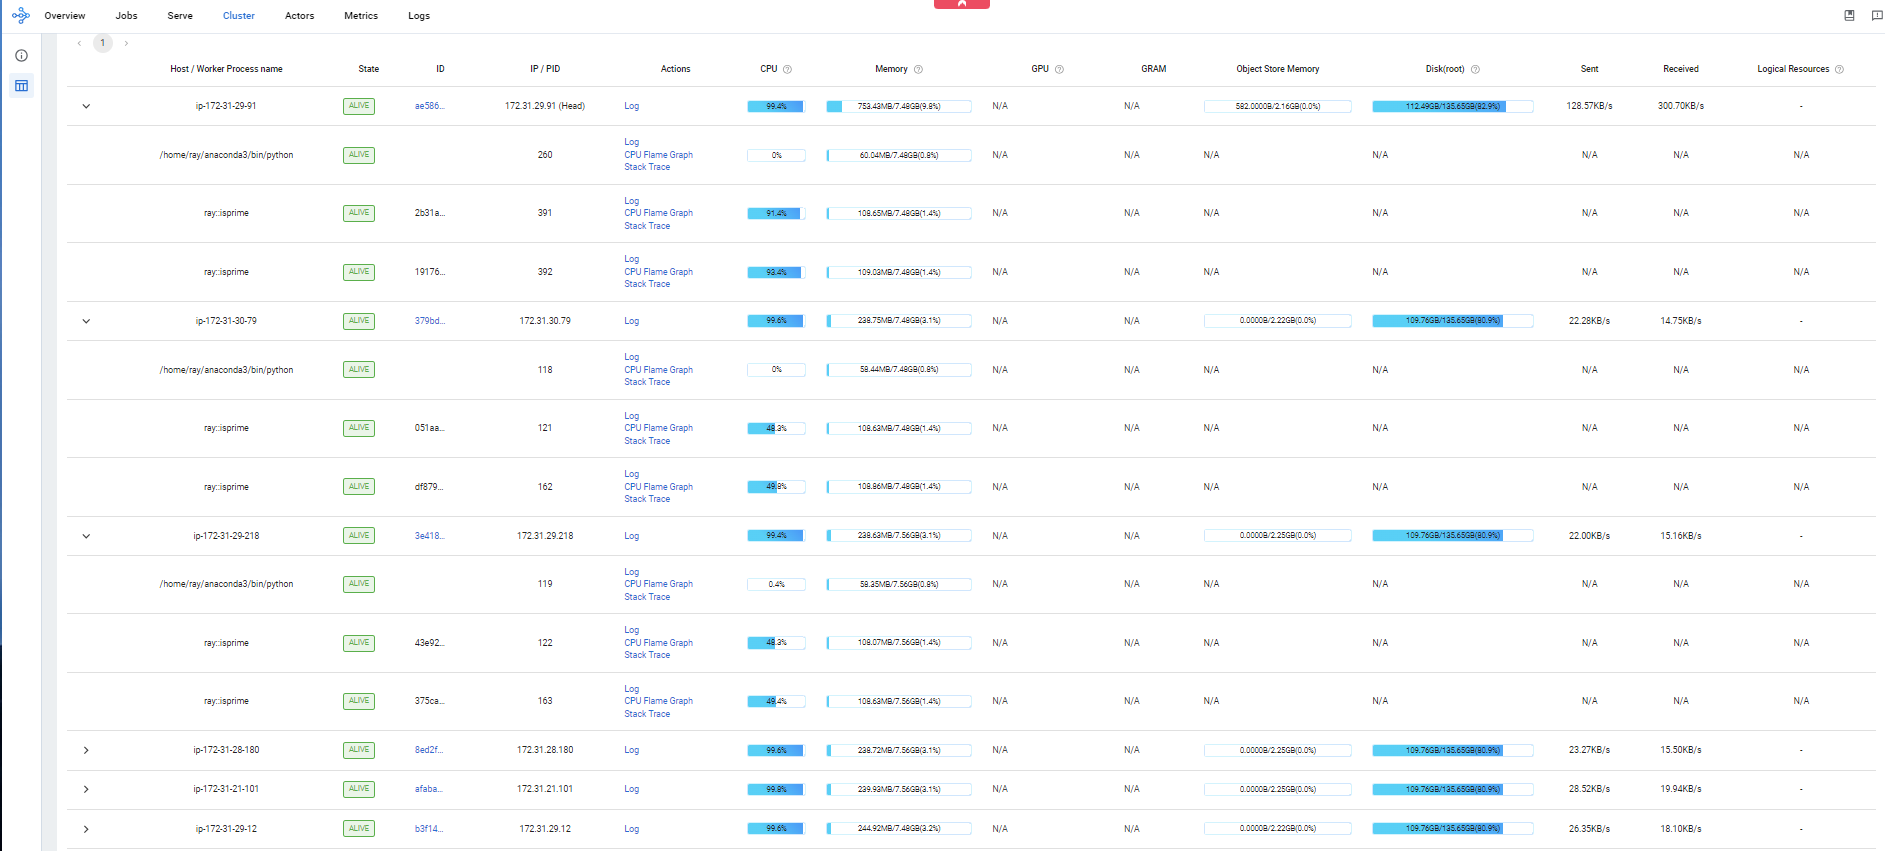 Overview Jobs Serve Cluster Actors Metrics Logs
1
Host / Worker Process name State ID IP / PID Actions CPU Memory GPU GRAM Object Store Memory Disk(root) Sent Received Logical Resources
ip-172-31-29-91 ALIVE ae586... 172.31.29.91 (Head) Log 99.4% 753.43MB/7.48GB(9.8%) N/A N/A 582.0000B/2.16GB(0.0%) 112.49GB/135.65GB(82.9%) 128.57KB/s 300.70KB/s -
Log
/home/ray/anaconda3/bin/python ALIVE 260 CPU Flame Graph 0% 60.04MB/7.48GB(0.8%) N/A N/A N/A N/A N/A N/A N/A
Stack Trace
Log
ray::isprime ALIVE 2b31a... 391 CPU Flame Graph 91.4% 108.65MB/7.48GB(1.4%) N/A N/A N/A N/A N/A N/A N/A
Stack Trace
Log
ray::isprime ALIVE 19176... 392 CPU Flame Graph 93.4% 109.03MB/7.48GB(1.4%) N/A N/A N/A N/A N/A N/A N/A
Stack Trace
ip-172-31-30-79 ALIVE 379bd... 172.31.30.79 Log 99.6% 238.75MB/7.48GB(3.1%) N/A N/A 0.0000B/2.22GB(0.0%) 109.76GB/135.65GB(80.9%) 22.28KB/s 14.75KB/s -
Log
/home/ray/anaconda3/bin/python ALIVE 118 CPU Flame Graph 0% 58.44MB/7.48GB(0.8%) N/A N/A N/A N/A N/A N/A N/A
Stack Trace
Log
ray::isprime ALIVE 051aa... 121 CPU Flame Graph 48.3% 108.63MB/7.48GB(1.4%) N/A N/A N/A N/A N/A N/A N/A
Stack Trace
Log
ray::isprime ALIVE df879... 162 CPU Flame Graph 49.8% 108.86MB/7.48GB(1.4%) N/A N/A N/A N/A N/A N/A N/A
Stack Trace
ip-172-31-29-218 ALIVE 3e418... 172.31.29.218 Log 99.4% 238.63MB/7.56GB(3.1%) N/A N/A 0.0000B/2.25GB(0.0%) 109.76GB/135.65GB(80.9%) 22.00KB/s 15.16KB/s -
Log
/home/ray/anaconda3/bin/python ALIVE 119 CPU Flame Graph 0.4% 58.35MB/7.56GB(0.8%) N/A N/A N/A N/A N/A N/A N/A
Stack Trace
Log
ray::isprime ALIVE 43e92... 122 CPU Flame Graph 48.3% 108.07MB/7.56GB(1.4%) N/A N/A N/A N/A N/A N/A N/A
Stack Trace
Log
ray::isprime ALIVE 375ca... 163 CPU Flame Graph 49.4% 108.63MB/7.56GB(1.4%) N/A N/A N/A N/A N/A N/A N/A
Stack Trace
ip-172-31-28-180 ALIVE 8ed2f... 172.31.28.180 Log 99.6% 238.72MB/7.56GB(3.1%) N/A N/A 0.0000B/2.25GB(0.0%) 109.76GB/135.65GB(80.9%) 23.27KB/s 15.50KB/s -
ip-172-31-21-101 ALIVE afaba... 172.31.21.101 Log 99.8% 239.93MB/7.56GB(3.1%) N/A N/A 0.0000B/2.25GB(0.0%) 109.76GB/135.65GB(80.9%) 28.52KB/s 19.94KB/s -
ip-172-31-29-12 ALIVE b3f14... 172.31.29.12 Log 99.6% 244.92MB/7.48GB(3.2%) N/A N/A 0.0000B/2.22GB(0.0%) 109.76GB/135.65GB(80.9%) 26.35KB/s 18.10KB/s -